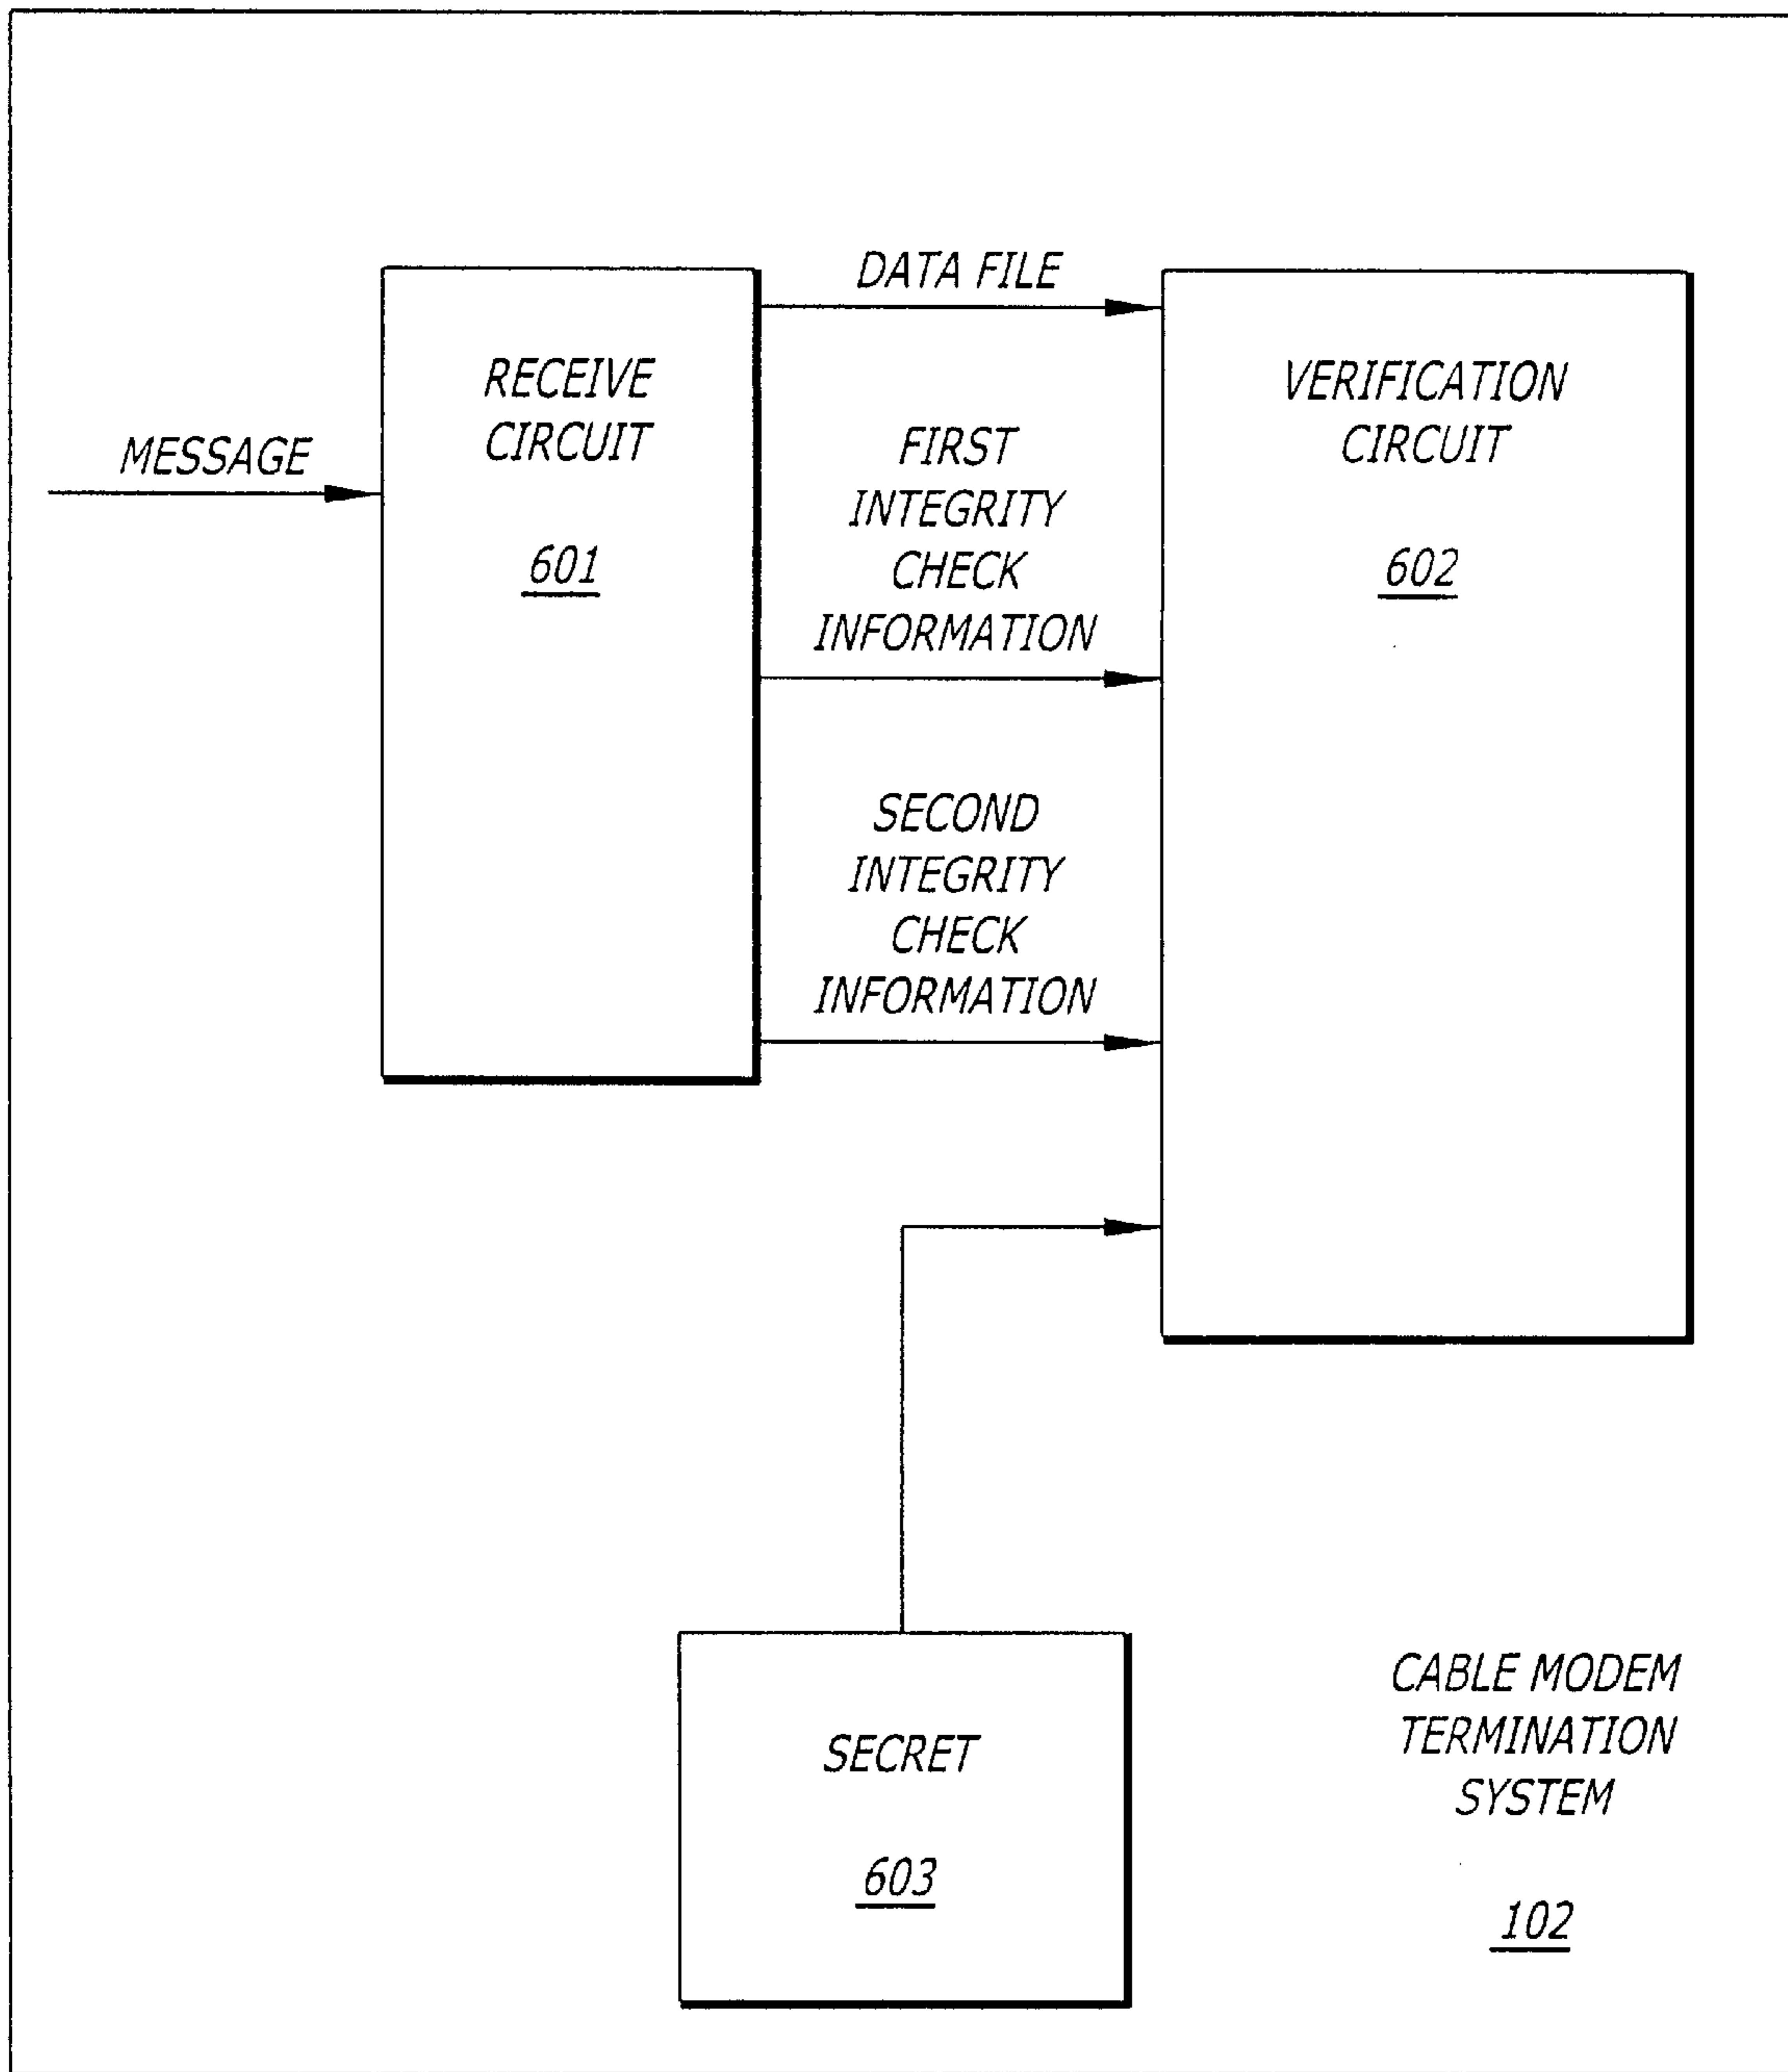 MESSAGE
RECEIVE
CIRCUIT
601
DATA FILE
FIRST
INTEGRITY
CHECK
INFORMATION
SECOND
INTEGRITY
CHECK
INFORMATION
VERIFICATION
CIRCUIT
602
SECRET
603
CABLE MODEM
TERMINATION
SYSTEM
102